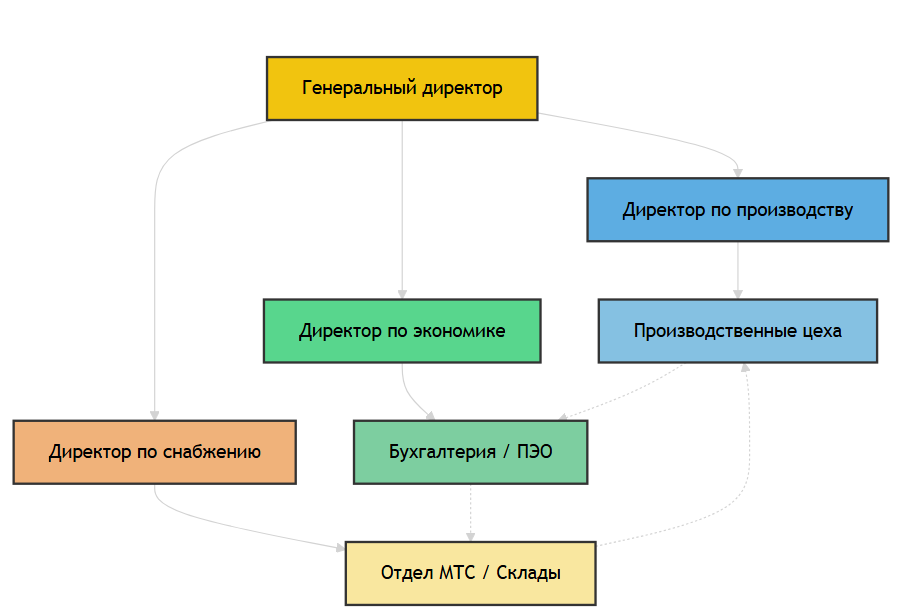 Генеральный директор
Директор по производству
Директор по экономике
Производственные цеха
Директор по снабжению
Бухгалтерия / ПЭО
Отдел МТС / Склады